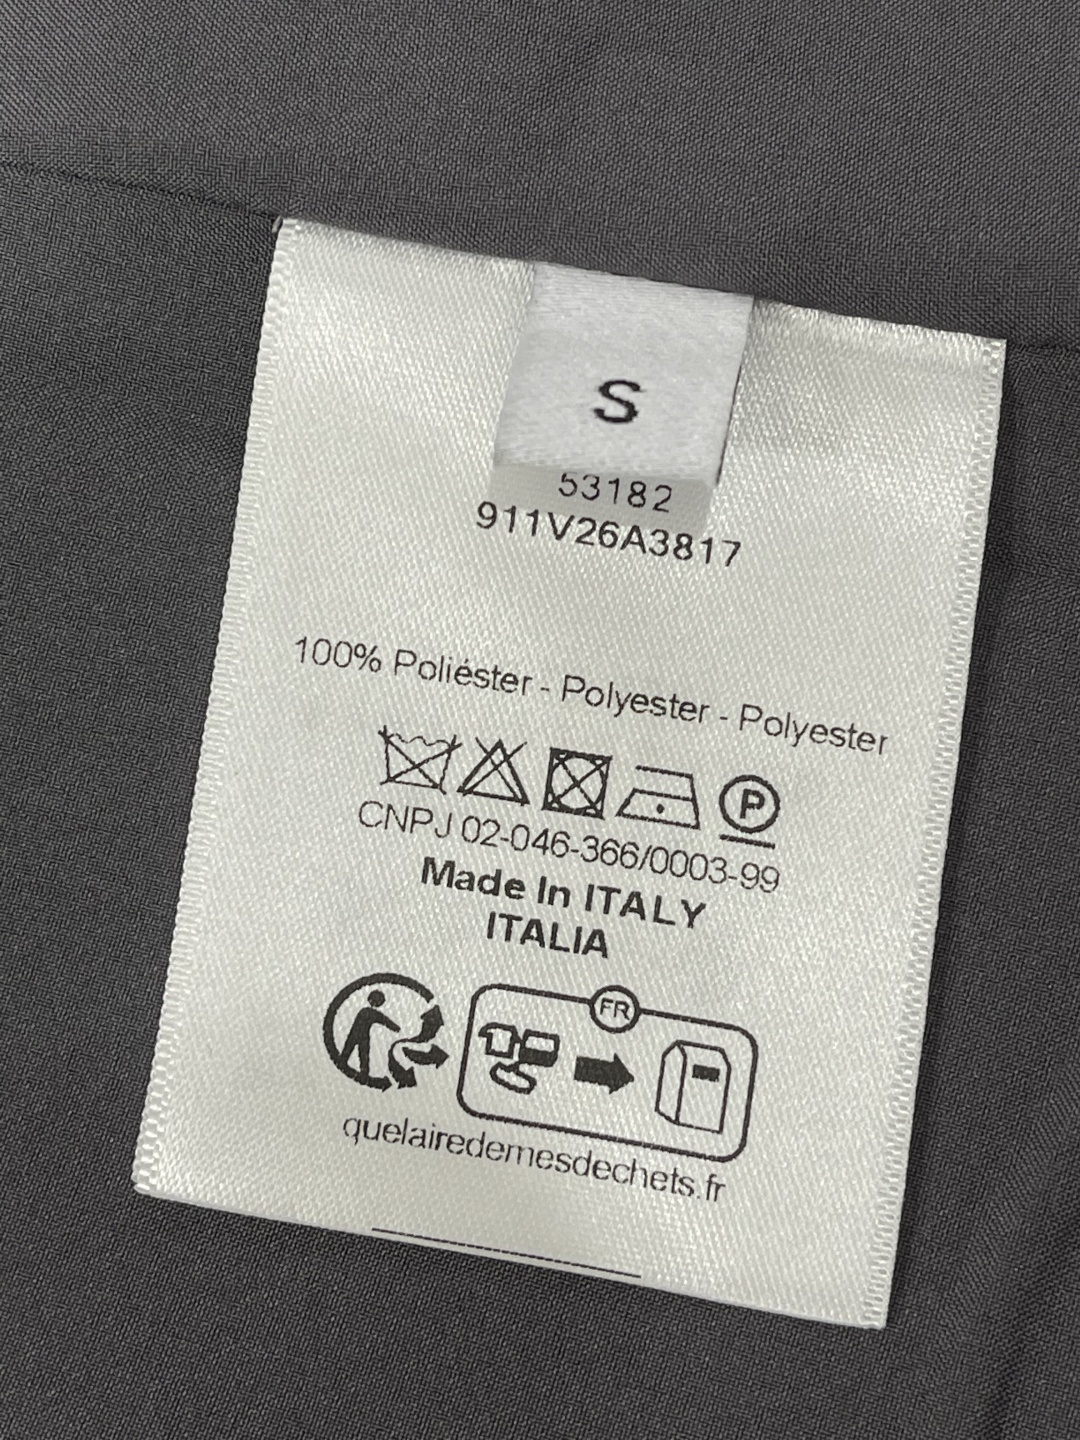 S
53182
911V26A3817
100% Poliéster - Polyester - Polyester
P
CNPJ 02-046-366/0003-99
Made In ITALY
ITALIA
FR
quelairedemesdechets.fr